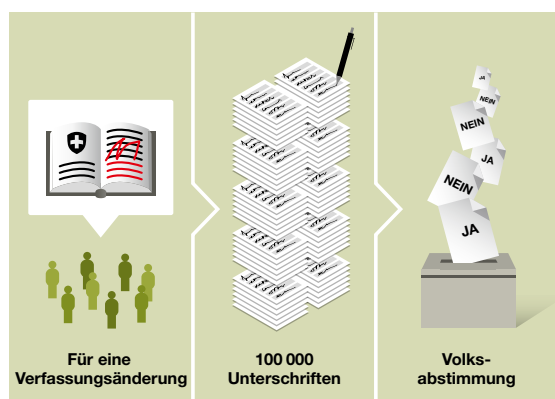 JA
NEIN
NEIN
JA
NEIN
JA
Für eine
Verfassungsänderung
100 000
Unterschriften
Volks-
abstimmung